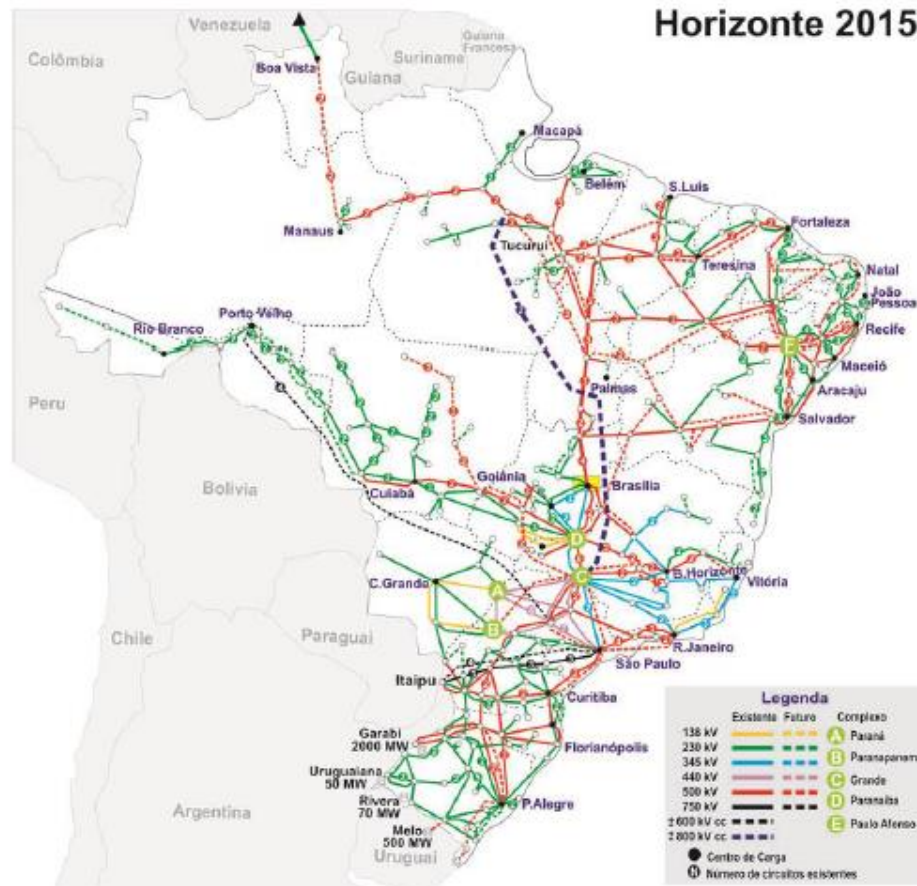 Horizonte 2015
Venezuela
Guiana
Francesa
Suriname
Colômbia
Boa Vista
Guiana
Macapá
Belém
S.Luis
Manaus
Fortaleza
Tucuruí
Teresina
Natal
João
Pessoa
Porto Velho
Rio Branco
Recife
E
Maceió
Palmas
Aracaju
Peru
Salvador
Goiânia
Brasília
Bolivia
Cuiabá
D
B.Horizonte
C
C.Grande
Vitória
A
B
Paraguai
Chile
R.Janeiro
São Paulo
Itaipu
Curitiba
Garabi
2000 MW
Florianópolis
Uruguaiana
50 MW
Rivera
70 MW
P.Alegre
Argentina
Melo
500 MW
Uruguai
Legenda
Existente Futuro Complexo
138 kV A Paraná
230 kV B Paranapanem
345 kV C Grande
440 kV
500 kV D Paranaíba
750 kV
±600 kV cc E Paulo Afonso
±800 kV cc
Centro de Carga
N Número de circuitos existentes